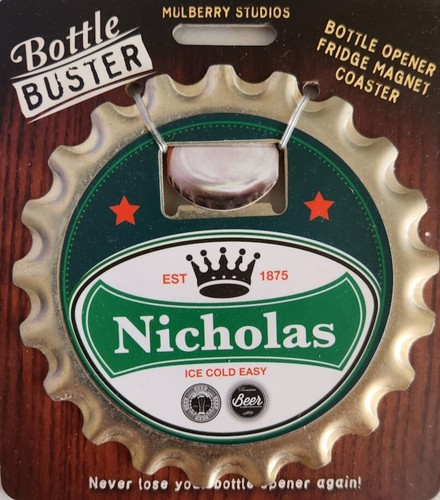 MULBERRY STUDIOS
Bottle
BUSTER
BOTTLE OPENER
FRIDGE MAGNET
COASTER
EST 1875
Nicholas
ICE COLD EASY
Beer
Never lose your bottle opener again!